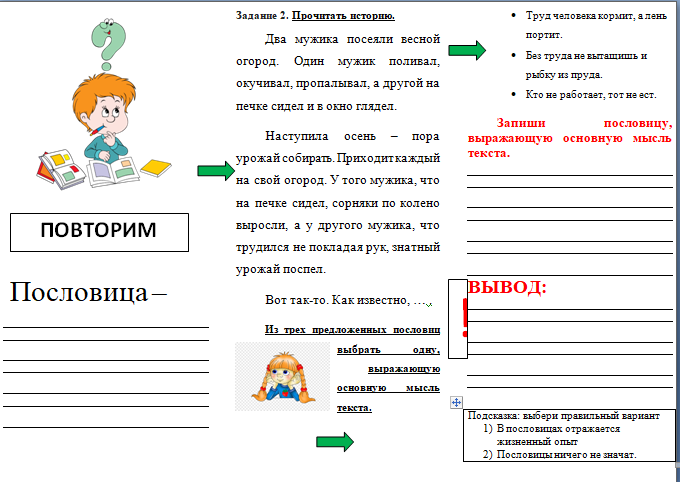 ?
ПОВТОРИМ
Пословица –
Задание 2. Прочитать историю.
Два мужика посеяли весной
огород. Один мужик поливал,
окучивал, пропалывал, а другой на
печке сидел и в окно глядел.
Наступила осень – пора
урожай собирать. Приходит каждый
на свой огород. У того мужика, что
на печке сидел, сорняки по колено
выросли, а у другого мужика, что
трудился не покладая рук, знатный
урожай поспел.
Вот так-то. Как известно, ….
Из трех предложенных пословиц
выбрать одну,
выражающую
основную мысль
текста.
• Труд человека кормит, а лень
портит.
• Без труда не вытащишь и
рыбку из пруда.
• Кто не работает, тот не ест.
Запиши пословицу,
выражающую основную мысль
текста.
! ВЫВОД:
Подсказка: выбери правильный вариант
1) В пословицах отражается
жизненный опыт
2) Пословицы ничего не значат.